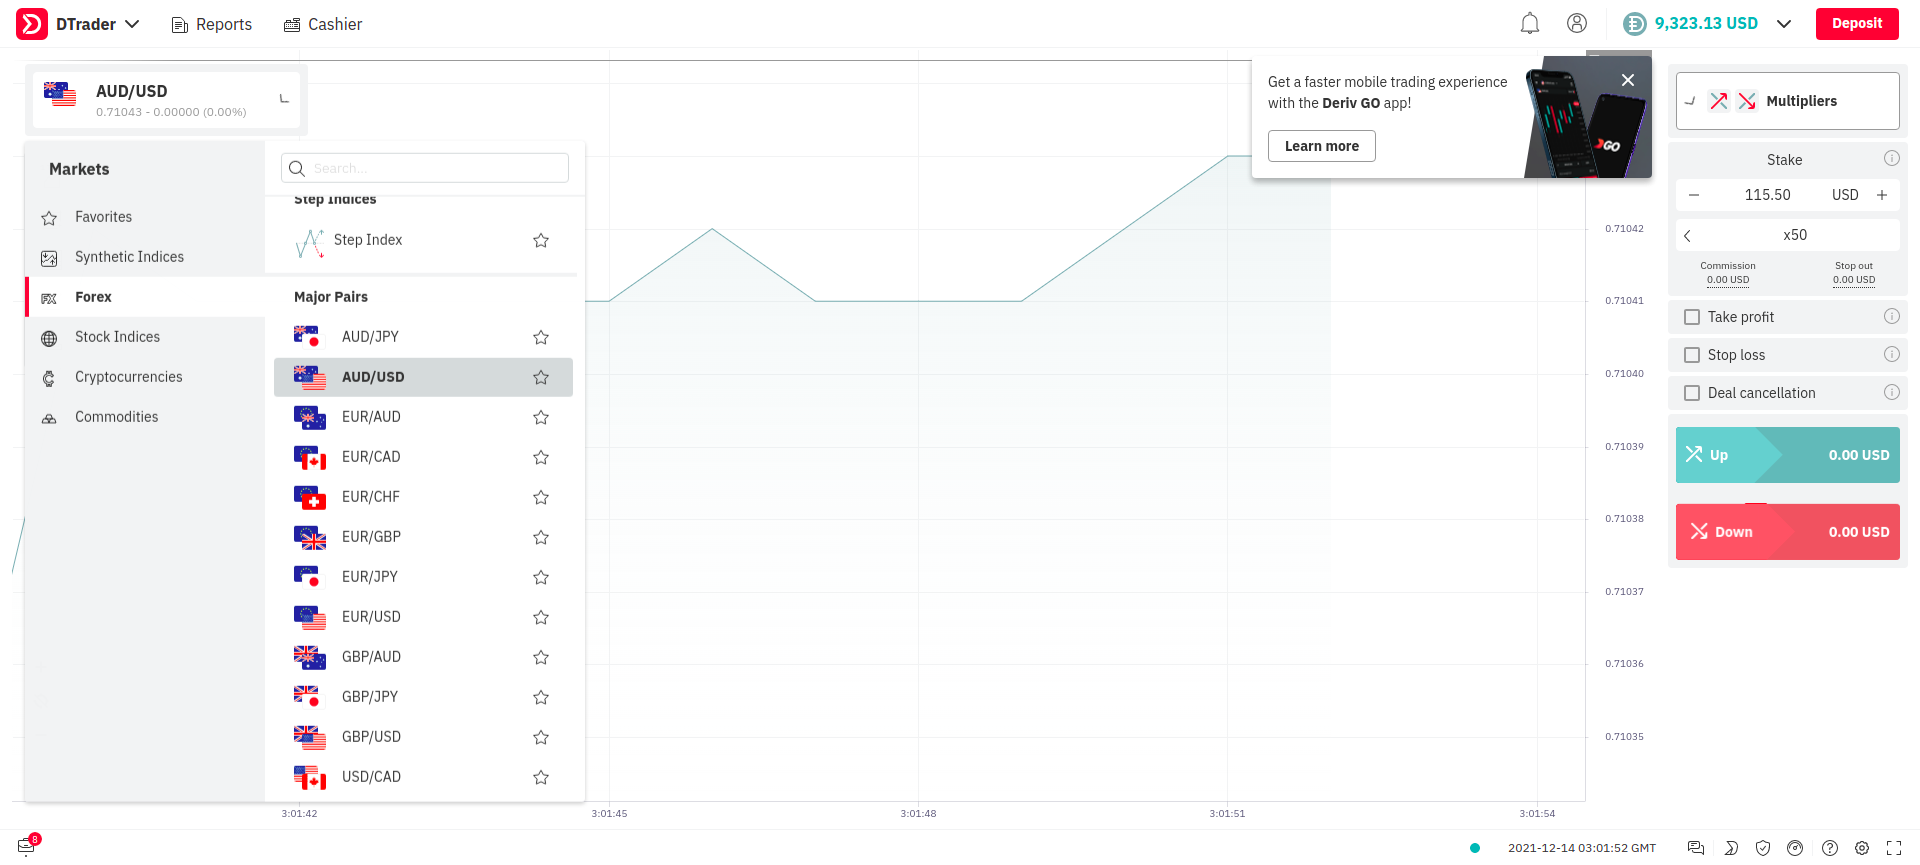 DTrader
Reports
Cashier
9,323.13 USD
Deposit
AUD/USD
0.71043 - 0.00000 (0.00%)
Get a faster mobile trading experience
with the Deriv GO app!
Learn more
GO
Multipliers
Stake
115.50
USD
x50
Commission
0.00 USD
Stop out
0.00 USD
Take profit
Stop loss
Deal cancellation
Up
0.00 USD
Down
0.00 USD
Markets
Favorites
Synthetic Indices
Forex
Stock Indices
Cryptocurrencies
Commodities
Search...
Step Indices
Step Index
Major Pairs
AUD/JPY
AUD/USD
EUR/AUD
EUR/CAD
EUR/CHF
EUR/GBP
EUR/JPY
EUR/USD
GBP/AUD
GBP/JPY
GBP/USD
USD/CAD
0.71042
0.71041
0.71040
0.71039
0.71038
0.71037
0.71036
0.71035
3:01:42
3:01:45
3:01:48
3:01:51
3:01:54
8
2021-12-14 03:01:52 GMT